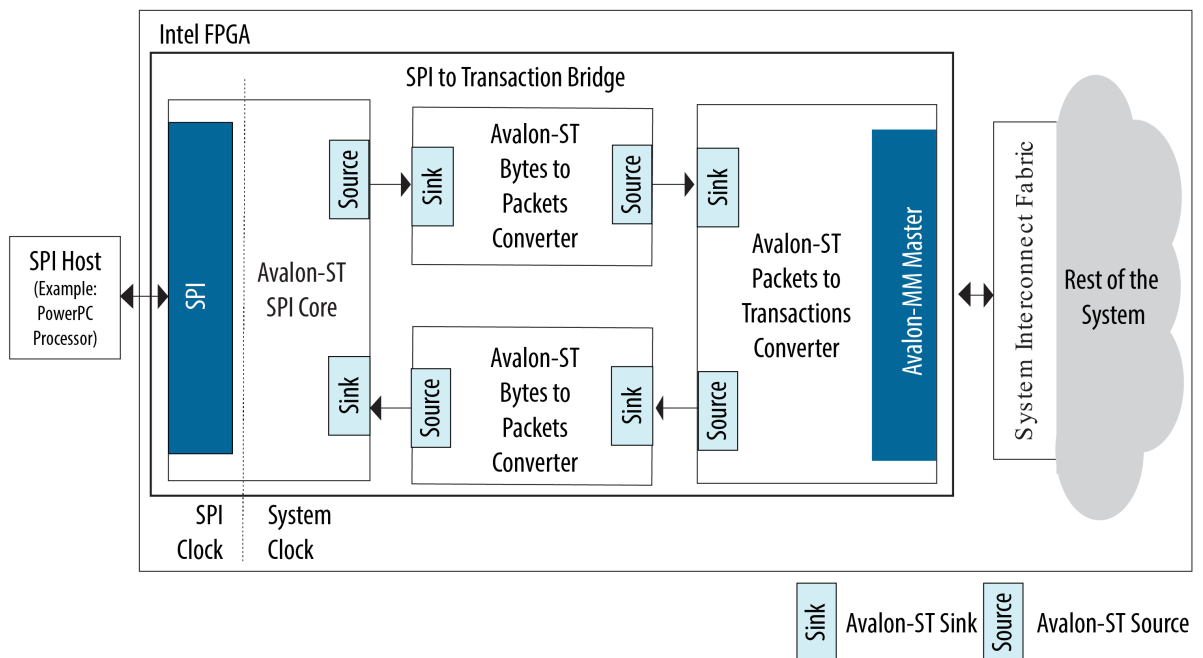 Intel FPGA
SPI to Transaction Bridge
SPI Host
(Example:
PowerPC
Processor)
SPI
Avalon-ST
SPI Core
Source
Sink
Sink
Avalon-ST
Bytes to
Packets
Converter
Source
Source
Avalon-ST
Bytes to
Packets
Converter
Sink
Sink
Source
Avalon-ST
Packets to
Transactions
Converter
Avalon-MM Master
System Interconnect Fabric
Rest of the
System
SPI
Clock
System
Clock
Sink
Avalon-ST Sink
Source
Avalon-ST Source